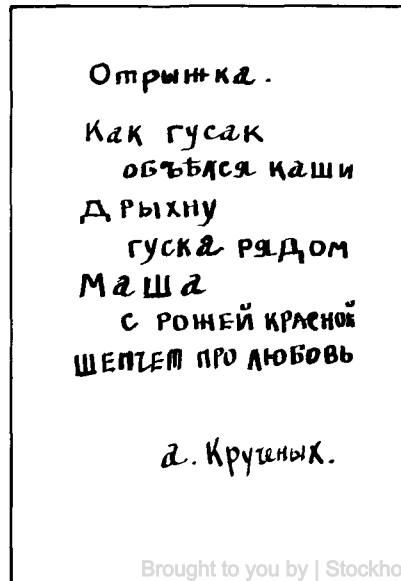 Отрыжка.
Как гусак
объѣлся каши
Дрыхну
гуска рядом
Маша
с рожей красной
шепчет про любовь
а. Крученых.
Brought to you by | Stockho